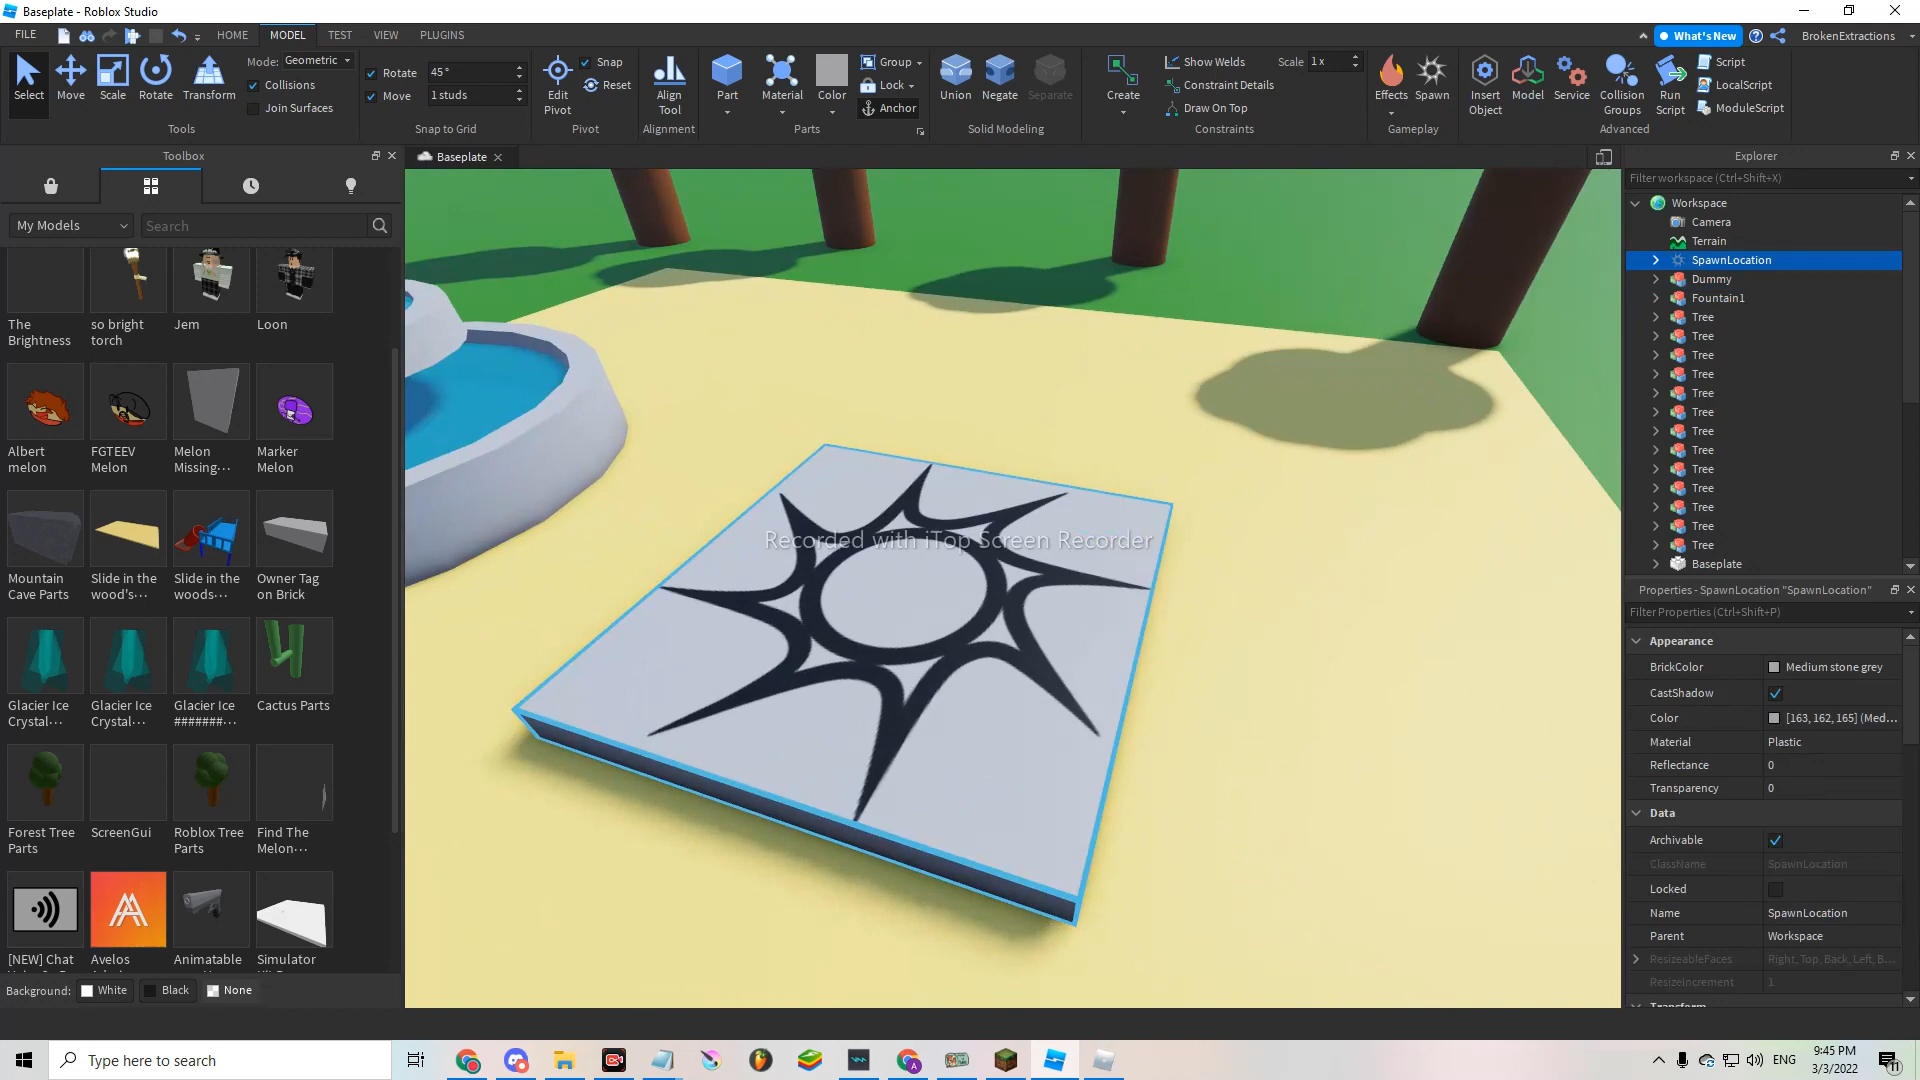 Baseplate - Roblox Studio
FILE
HOME
MODEL
TEST
VIEW
PLUGINS
What's New
BrokenExtractions
Select
Move
Scale
Rotate
Transform
Mode: Geometric
Collisions
Join Surfaces
Tools
Rotate 45°
Move 1 studs
Snap to Grid
Edit Pivot
Snap
Reset
Pivot
Align Tool
Alignment
Part
Material
Color
Group
Lock
Anchor
Parts
Union
Negate
Separate
Solid Modeling
Create
Show Welds
Constraint Details
Draw On Top
Scale 1 x
Constraints
Effects
Spawn
Gameplay
Insert Object
Model
Service
Collision Groups
Run Script
Script
LocalScript
ModuleScript
Advanced
Toolbox
My Models
Search
The Brightness
so bright torch
Jem
Loon
Albert melon
FGTEEV Melon
Melon Missing...
Marker Melon
Mountain Cave Parts
Slide in the wood's...
Slide in the woods...
Owner Tag on Brick
Glacier Ice Crystal...
Glacier Ice Crystal...
Glacier Ice #######...
Cactus Parts
Forest Tree Parts
ScreenGui
Roblox Tree Parts
Find The Melon...
[NEW] Chat
Avelos
Animatable
Simulator
Background: White Black None
Baseplate
Recorded with iTop Screen Recorder
Explorer
Filter workspace (Ctrl+Shift+X)
Workspace
Camera
Terrain
SpawnLocation
Dummy
Fountain1
Tree
Tree
Tree
Tree
Tree
Tree
Tree
Tree
Tree
Tree
Tree
Tree
Tree
Baseplate
Properties - SpawnLocation "SpawnLocation"
Filter Properties (Ctrl+Shift+P)
Appearance
BrickColor Medium stone grey
CastShadow
Color [163, 162, 165] (Med...
Material Plastic
Reflectance 0
Transparency 0
Data
Archivable
ClassName SpawnLocation
Locked
Name SpawnLocation
Parent Workspace
ResizeableFaces Right, Top, Back, Left, B...
ResizeIncrement 1
Transform
Type here to search
ENG
9:45 PM
3/3/2022
11